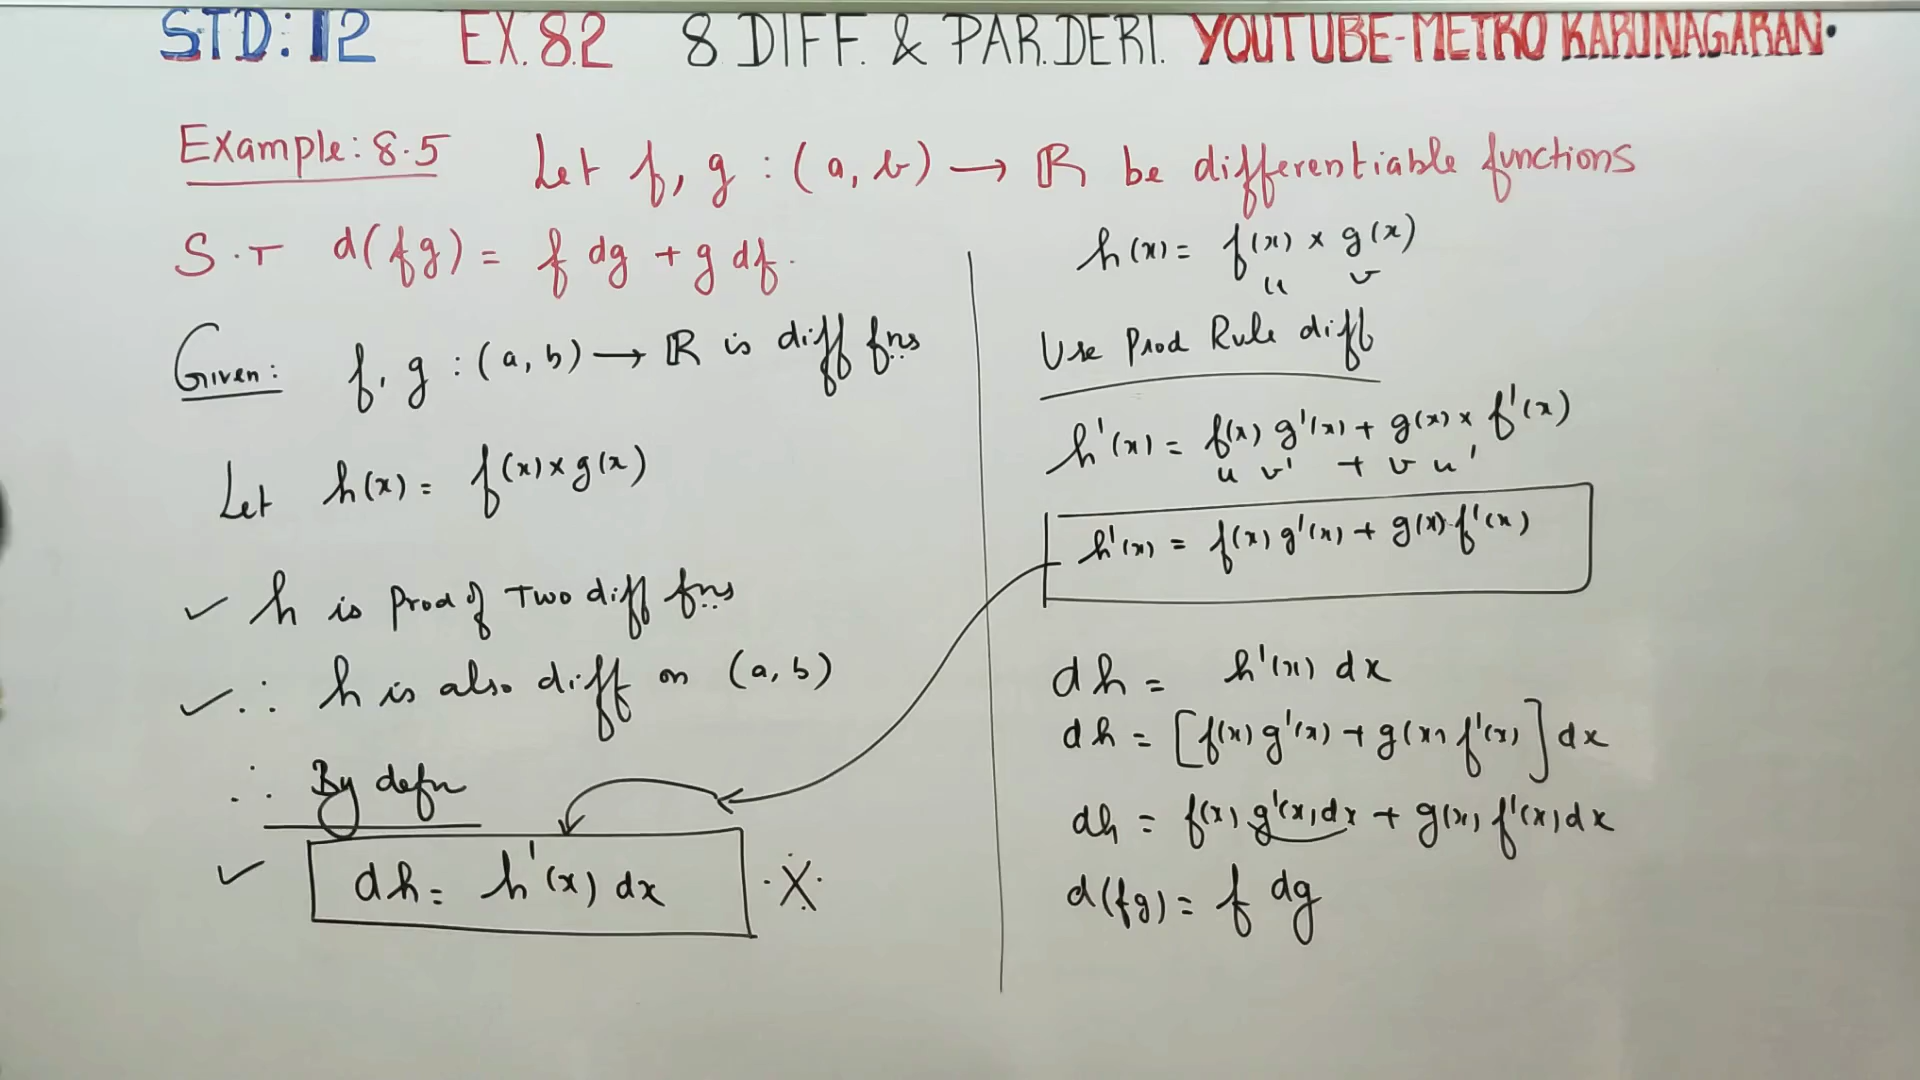 STD: 12 EX. 8.2 8 DIFF. & PAR. DERI. YOUTUBE-METRO KARUNAGARAN.
Example: 8.5 Let f, g : (a, b) → ℝ be differentiable functions
S.T d(fg) = f dg + g df.
Given: f, g : (a, b) → ℝ is diff fns
Let h(x) = f(x) × g(x)
✓ h is Prod of Two diff fns
✓ ∴ h is also diff on (a, b)
∴ By defn
✓ dh = h'(x) dx
h(x) = f(x) × g(x)
u v
Use Prod Rule diff
h'(x) = f(x) g'(x) + g(x) × f'(x)
u v' + v u'
h'(x) = f(x) g'(x) + g(x) f'(x)
dh = h'(x) dx
dh = [f(x) g'(x) + g(x) f'(x)] dx
dh = f(x) g'(x) dx + g(x) f'(x) dx
d(fg) = f dg